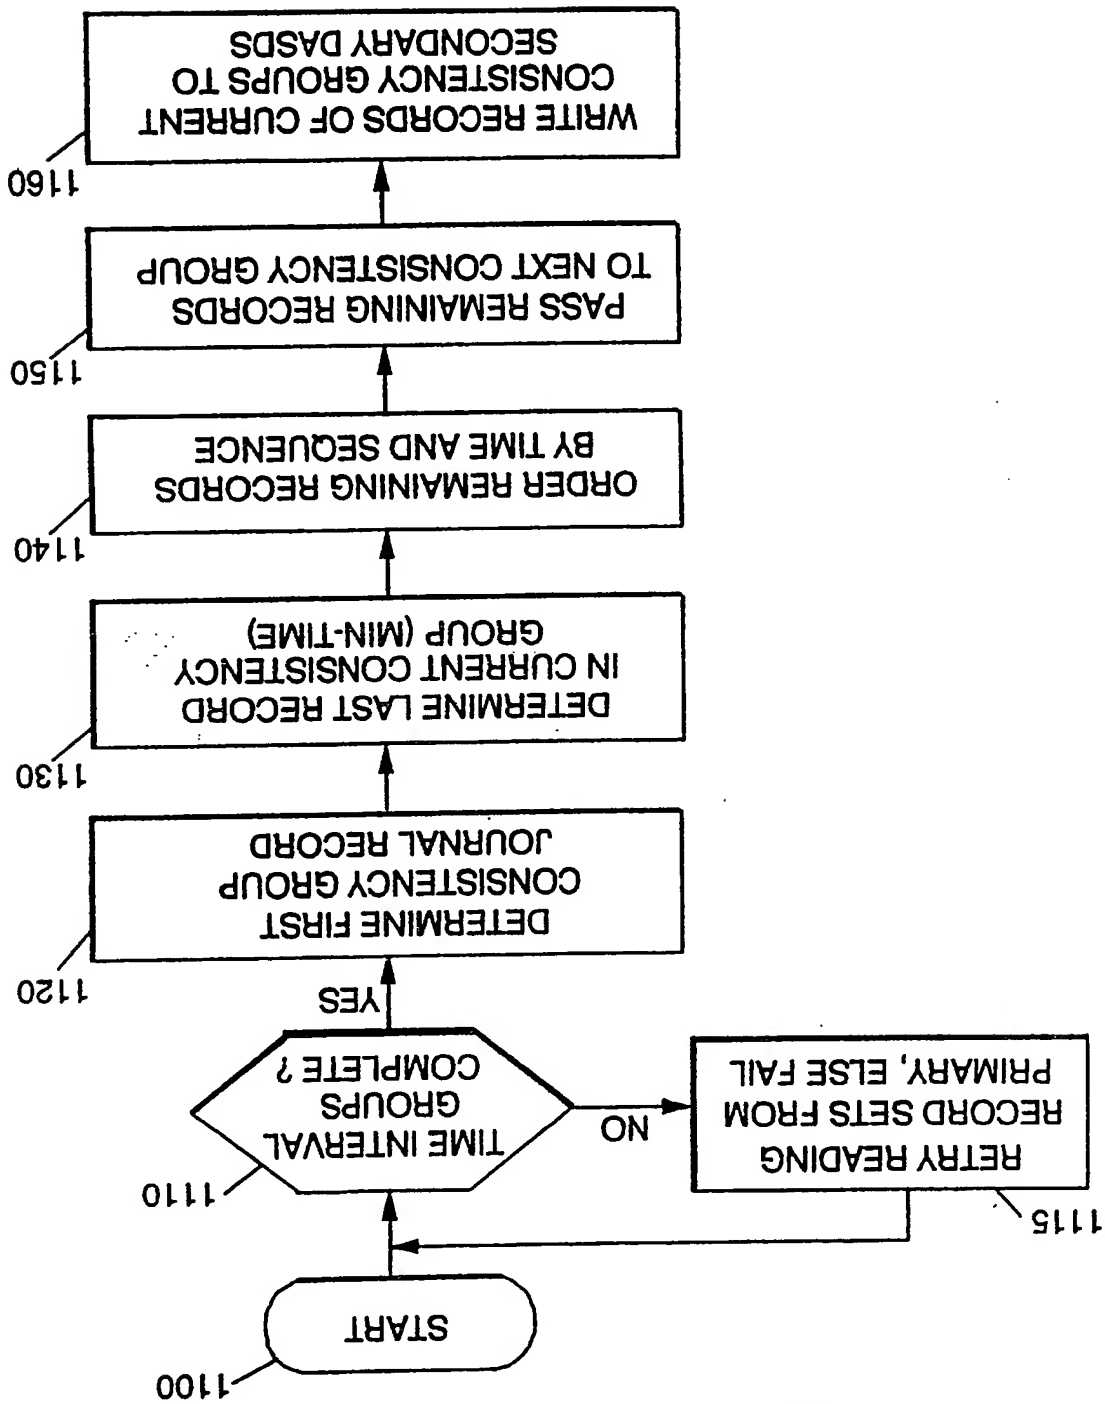 1100
START
1110
TIME INTERVAL
GROUPS
COMPLETE ?
NO
1115
RETRY READING
RECORD SETS FROM
PRIMARY, ELSE FAIL
YES
1120
DETERMINE FIRST
CONSISTENCY GROUP
JOURNAL RECORD
1130
DETERMINE LAST RECORD
IN CURRENT CONSISTENCY
GROUP (MIN-TIME)
1140
ORDER REMAINING RECORDS
BY TIME AND SEQUENCE
1150
PASS REMAINING RECORDS
TO NEXT CONSISTENCY GROUP
1160
WRITE RECORDS OF CURRENT
CONSISTENCY GROUPS TO
SECONDARY DASDS